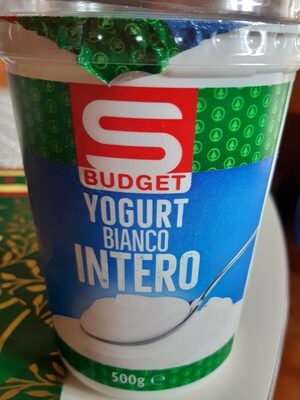 S
BUDGET
YOGURT
BIANCO
INTERO
500g ℮